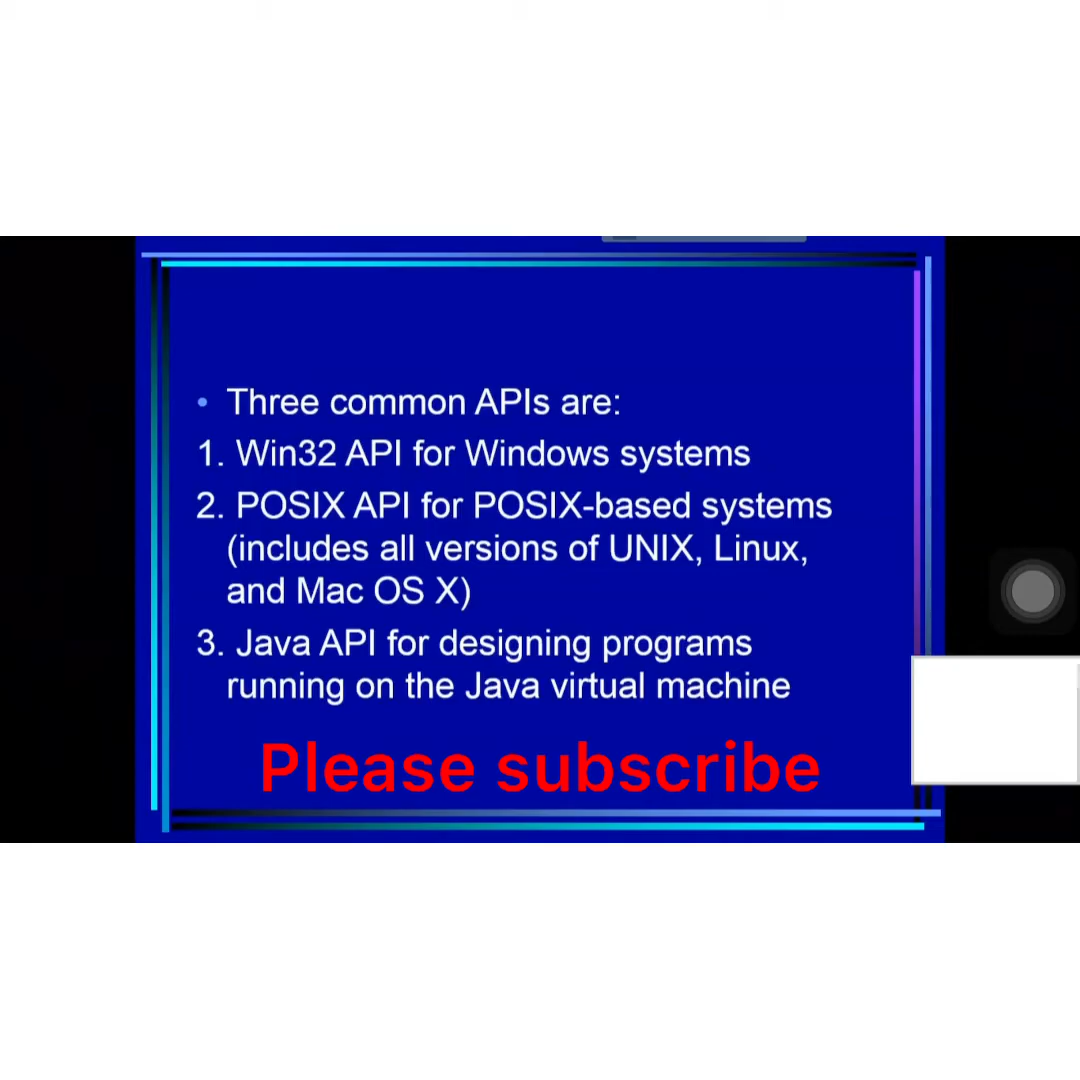 • Three common APIs are:
1. Win32 API for Windows systems
2. POSIX API for POSIX-based systems
(includes all versions of UNIX, Linux,
and Mac OS X)
3. Java API for designing programs
running on the Java virtual machine
Please subscribe